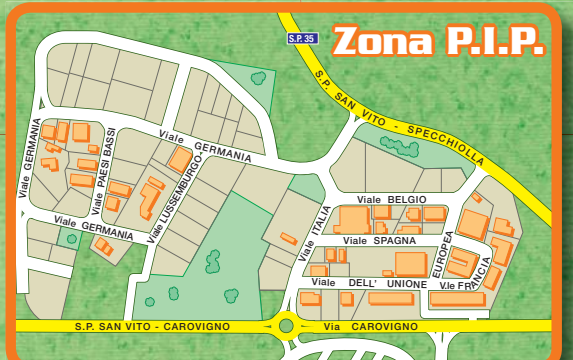 S.P. 35
Zona P.I.P.
S.P. SAN VITO - SPECCHIOLLA
Viale GERMANIA
Viale GERMANIA
Viale PAESI BASSI
Viale LUSSEMBURGO
Viale GERMANIA
Viale ITALIA
Viale BELGIO
Viale SPAGNA
EUROPEA
Viale DELL' UNIONE
V.le FRANCIA
S.P. SAN VITO - CAROVIGNO
Via CAROVIGNO